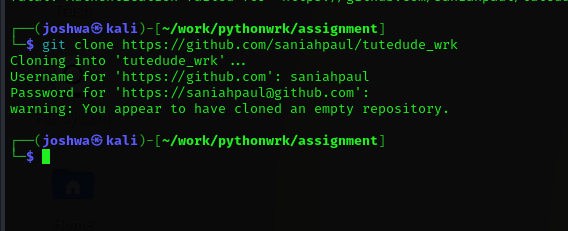 ┌──(joshwa㉿kali)-[~/work/pythonwrk/assignment]
└─$ git clone https://github.com/saniahpaul/tutedude_wrk
Cloning into 'tutedude_wrk'...
Username for 'https://github.com': saniahpaul
Password for 'https://saniahpaul@github.com':
warning: You appear to have cloned an empty repository.
┌──(joshwa㉿kali)-[~/work/pythonwrk/assignment]
└─$